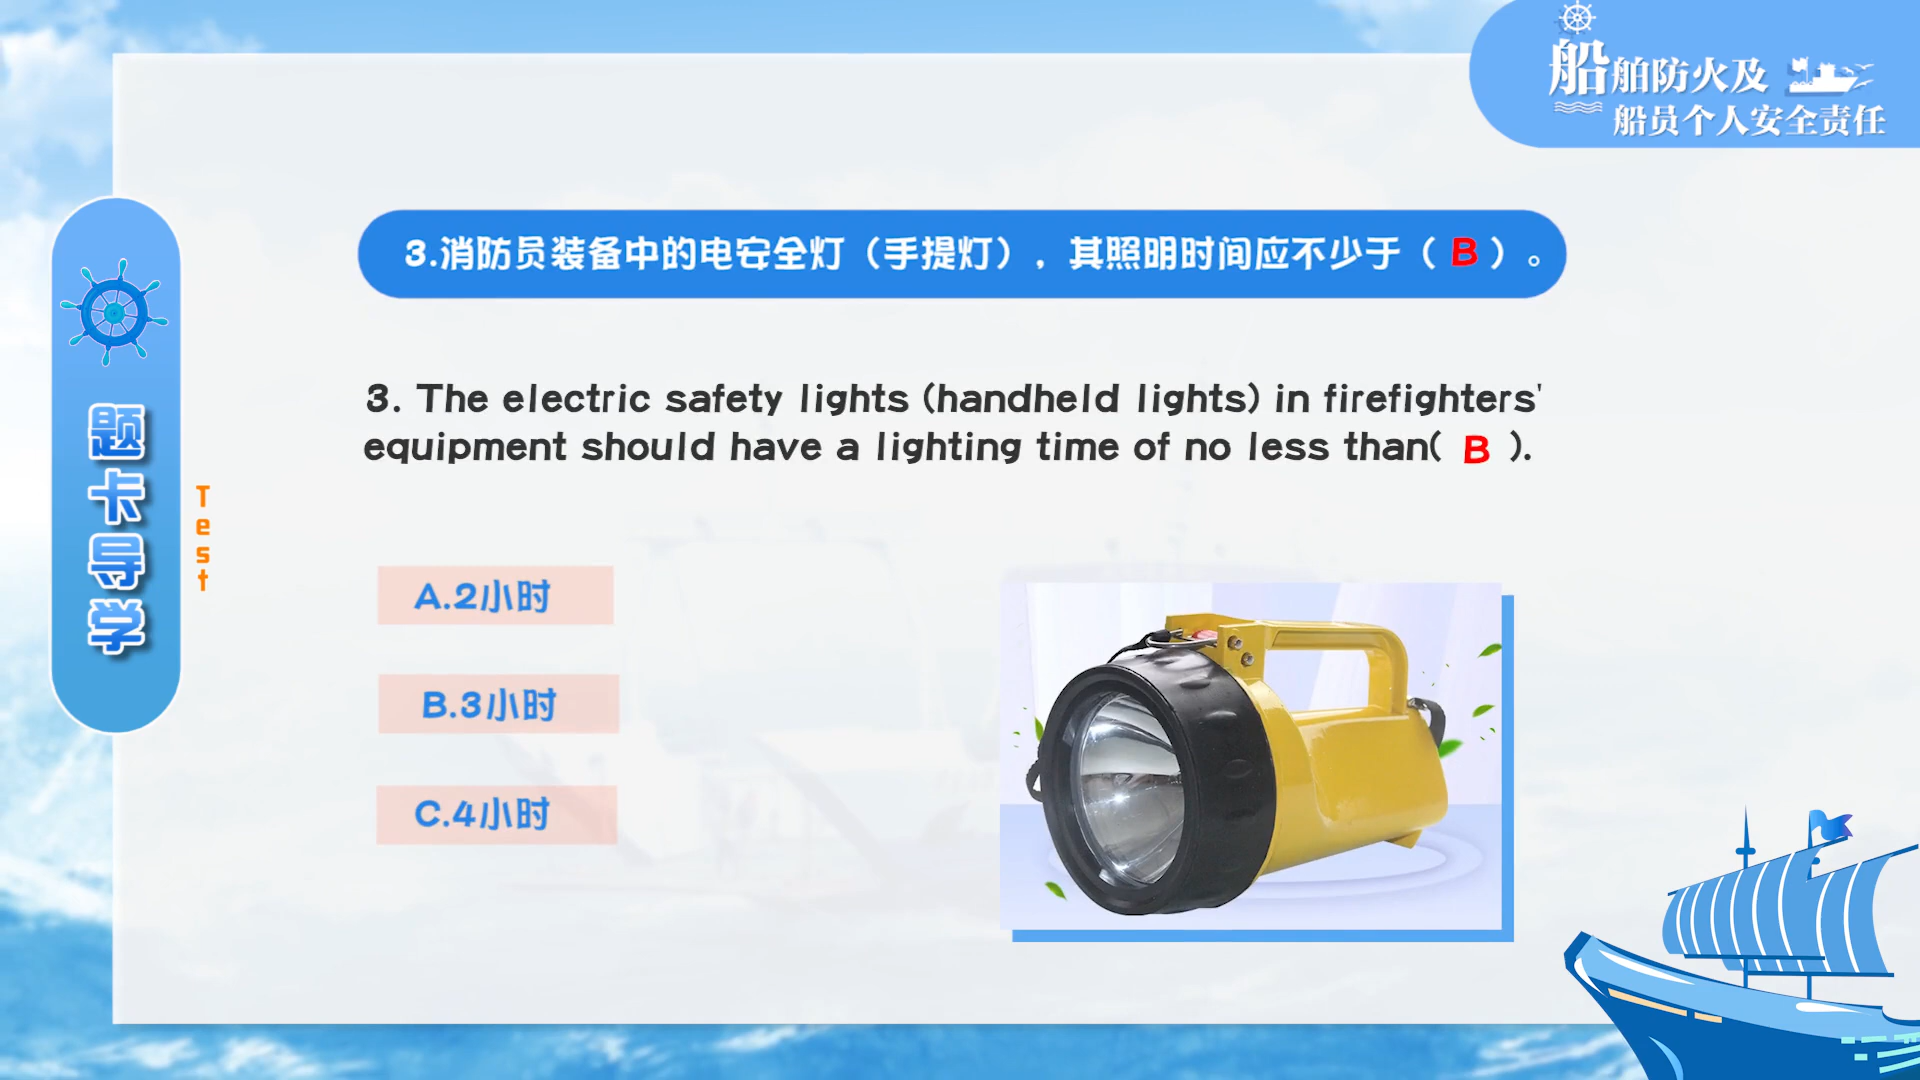 船舶防火及
船员个人安全责任
3.消防员装备中的电安全灯（手提灯），其照明时间应不少于（ B ）。
3. The electric safety lights (handheld lights) in firefighters'
equipment should have a lighting time of no less than( B ).
题卡导学
Test
A.2小时
B.3小时
C.4小时